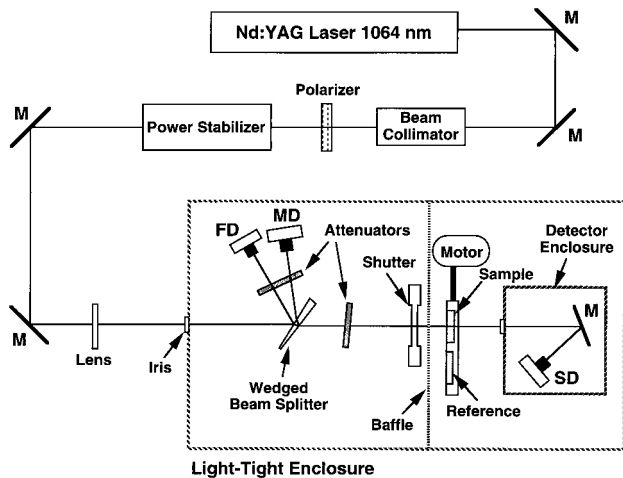 Nd:YAG Laser 1064 nm
M
Polarizer
M
Power Stabilizer
Beam
Collimator
M
FD
MD
Attenuators
Shutter
Motor
Sample
Detector
Enclosure
M
M
Lens
Iris
Wedged
Beam Splitter
Baffle
Reference
SD
Light-Tight Enclosure